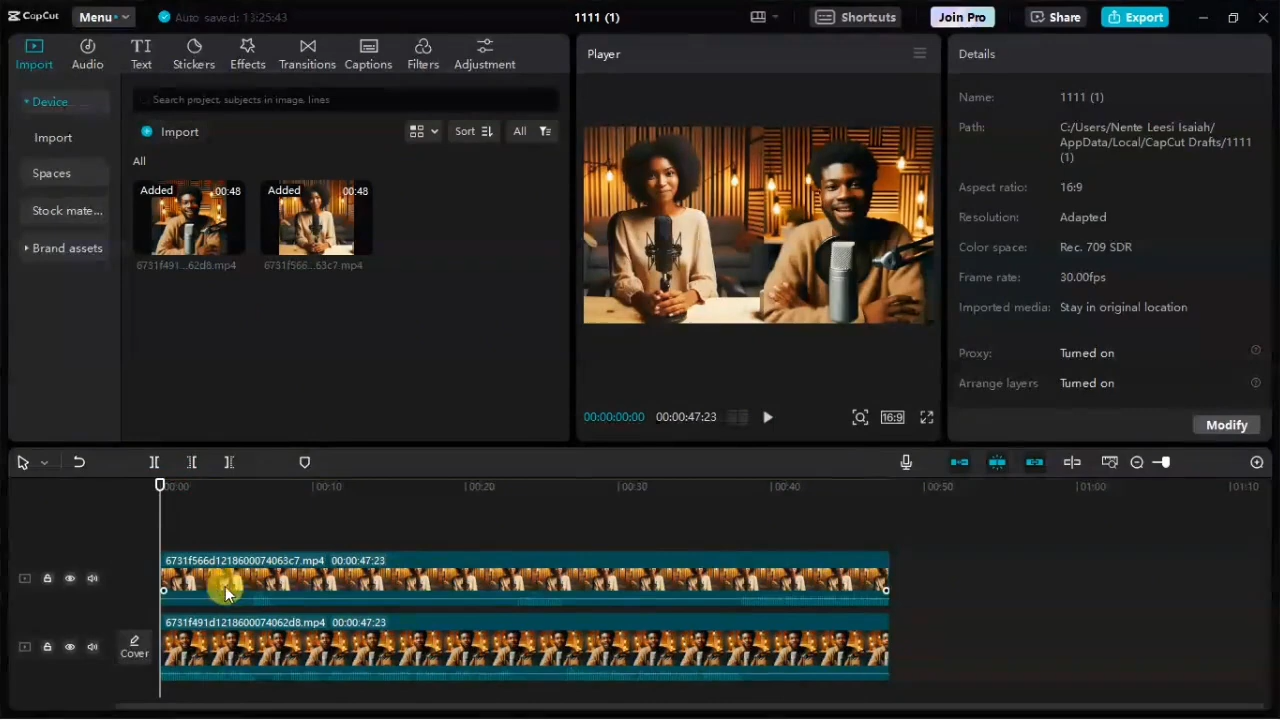 CapCut
Menu
Auto saved: 13:25:43
1111 (1)
Shortcuts
Join Pro
Share
Export
Import
Audio
Text
Stickers
Effects
Transitions
Captions
Filters
Adjustment
Device
Import
Spaces
Stock mate...
Brand assets
Search project, subjects in image, lines
Import
Sort
All
All
Added 00:48
6731f491...62d8.mp4
Added 00:48
6731f566...63c7.mp4
Player
00:00:00:00 00:00:47:23
16:9
Details
Name: 1111 (1)
Path: C:/Users/Nente Leesi Isaiah/
AppData/Local/CapCut Drafts/1111
(1)
Aspect ratio: 16:9
Resolution: Adapted
Color space: Rec. 709 SDR
Frame rate: 30.00fps
Imported media: Stay in original location
Proxy: Turned on
Arrange layers Turned on
Modify
00:00 00:10 00:20 00:30 00:40 00:50 01:00 01:10
6731f566d1218600074063c7.mp4 00:00:47:23
6731f491d1218600074062d8.mp4 00:00:47:23
Cover